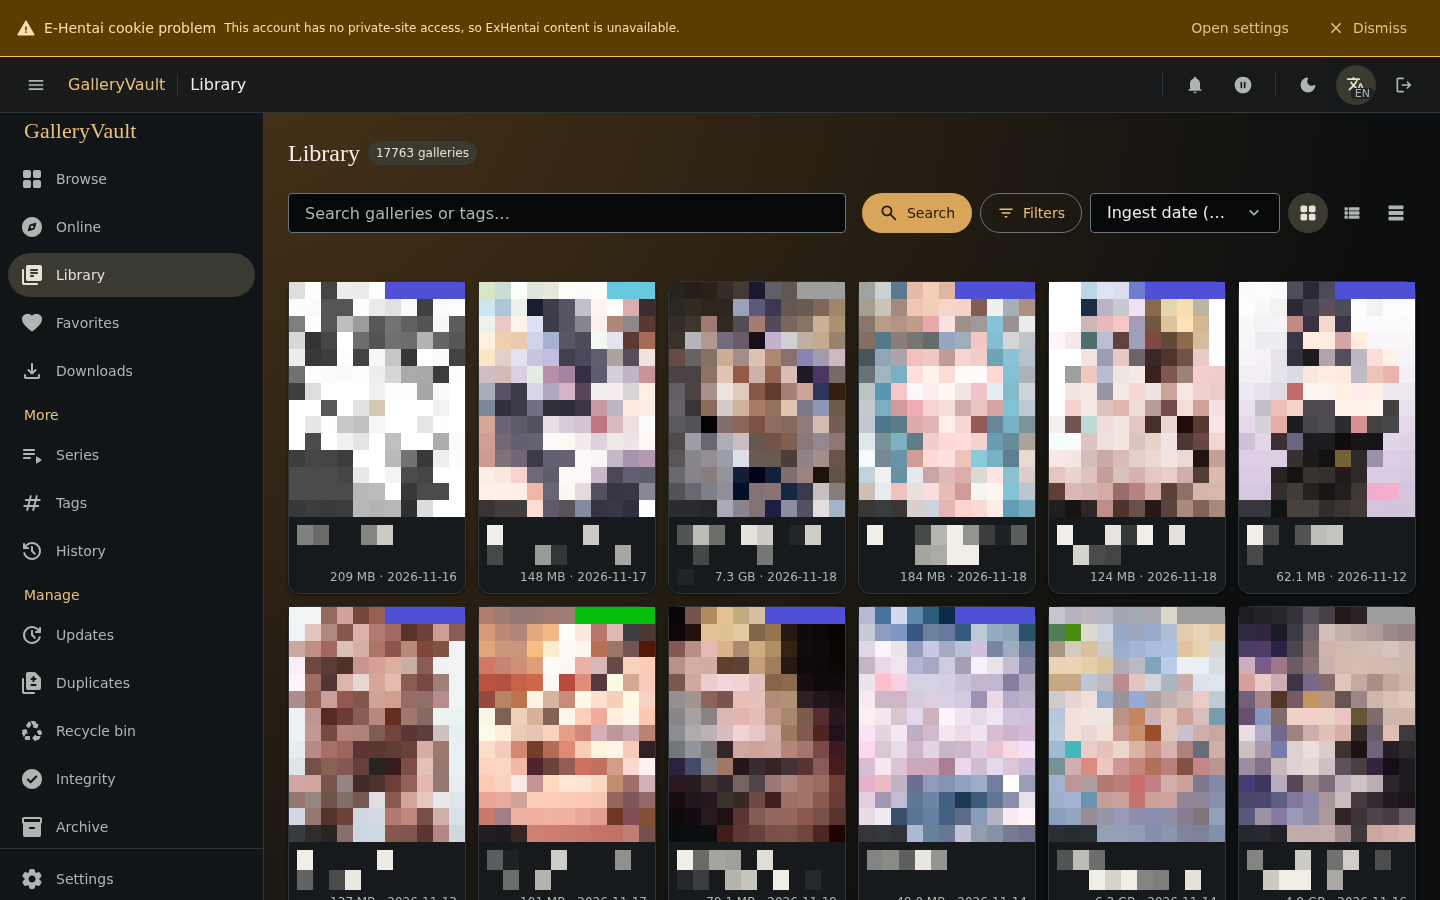 E-Hentai cookie problem This account has no private-site access, so ExHentai content is unavailable.
Open settings
Dismiss
GalleryVault
Library
EN
GalleryVault
Browse
Online
Library
Favorites
Downloads
More
Series
Tags
History
Manage
Updates
Duplicates
Recycle bin
Integrity
Archive
Settings
Library
17763 galleries
Search galleries or tags…
Search
Filters
Ingest date (…
209 MB · 2026-11-16
148 MB · 2026-11-17
7.3 GB · 2026-11-18
184 MB · 2026-11-18
124 MB · 2026-11-18
62.1 MB · 2026-11-12